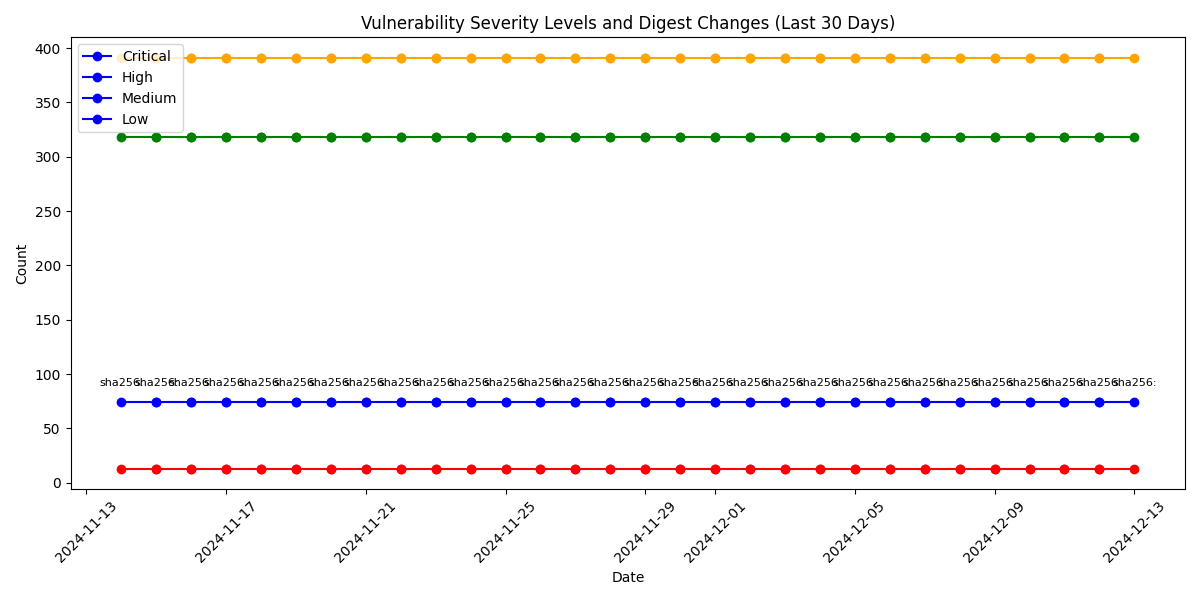 Vulnerability Severity Levels and Digest Changes (Last 30 Days)
Critical
High
Medium
Low
400
350
300
250
200
150
100
50
0
Count
sha256: sha256: sha256: sha256: sha256: sha256: sha256: sha256: sha256: sha256: sha256: sha256: sha256: sha256: sha256: sha256: sha256: sha256: sha256: sha256: sha256: sha256: sha256: sha256: sha256: sha256: sha256: sha256: sha256: sha256:
2024-11-13
2024-11-17
2024-11-21
2024-11-25
2024-11-29
2024-12-01
2024-12-05
2024-12-09
2024-12-13
Date